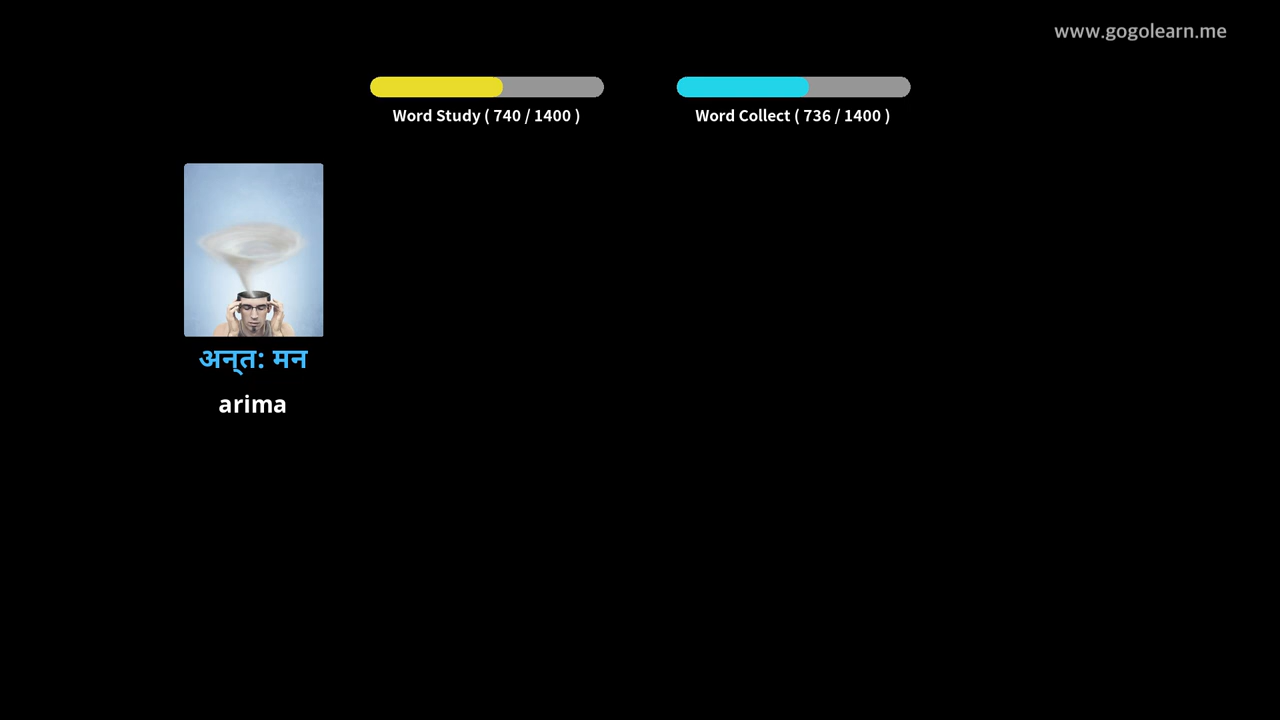 www.gogolearn.me
Word Study ( 740 / 1400 )
Word Collect ( 736 / 1400 )
अन्‌त: मन
arima